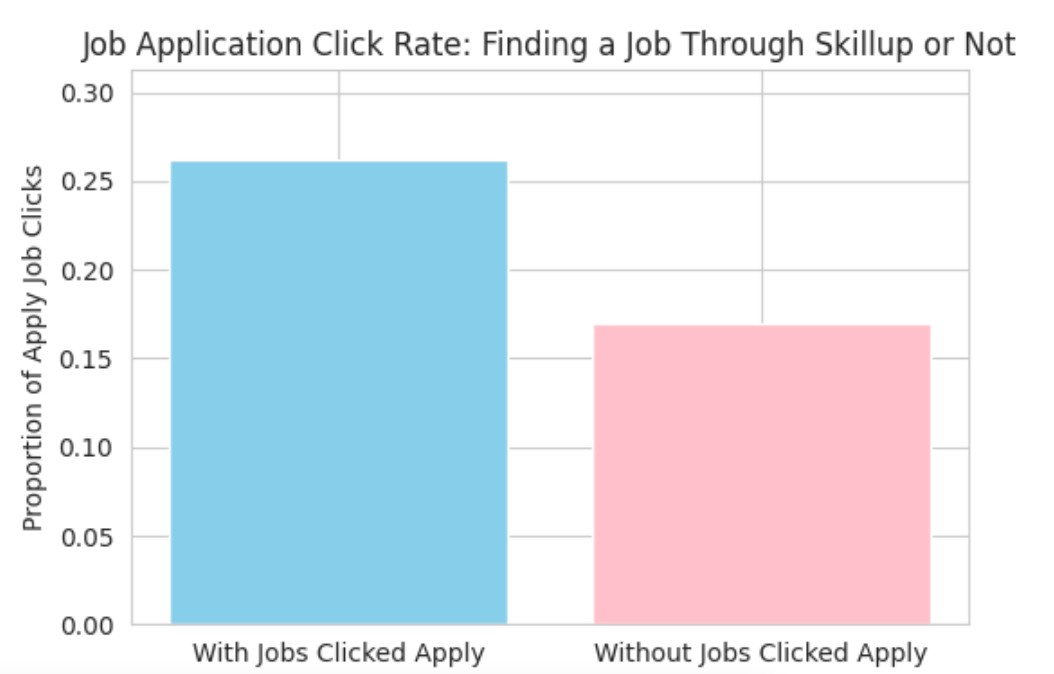 Job Application Click Rate: Finding a Job Through Skillup or Not
Proportion of Apply Job Clicks
0.30
0.25
0.20
0.15
0.10
0.05
0.00
With Jobs Clicked Apply
Without Jobs Clicked Apply